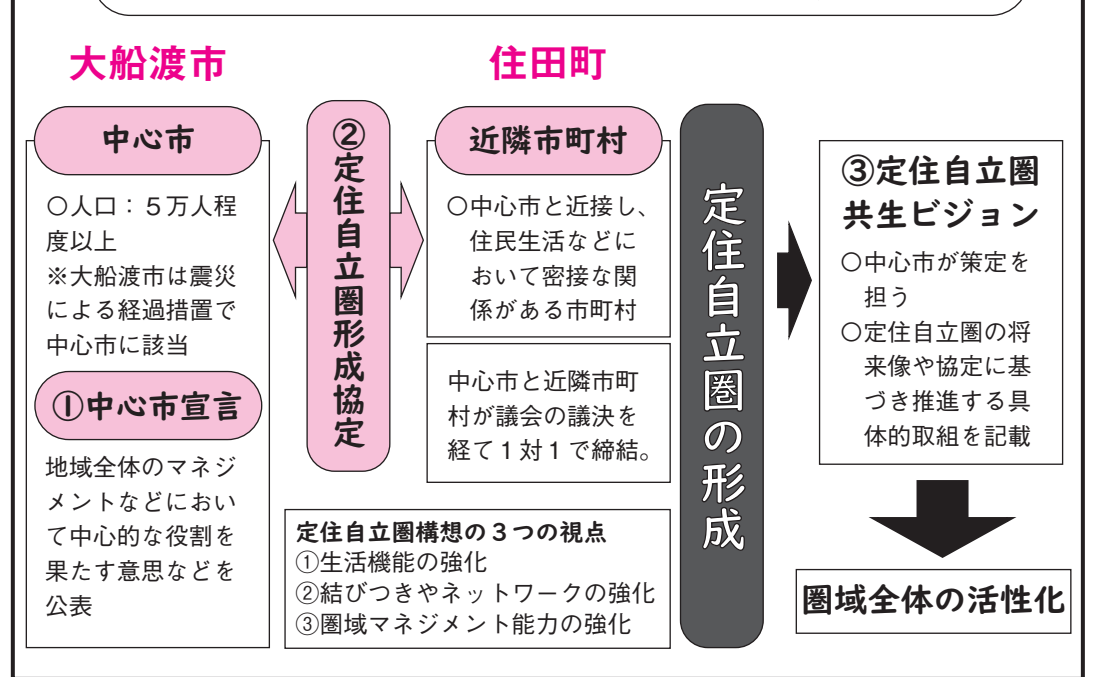 大船渡市
中心市
○人口：５万人程
度以上
※大船渡市は震災
による経過措置で
中心市に該当
①中心市宣言
地域全体のマネジ
メントなどにおい
て中心的な役割を
果たす意思などを
公表
②定住自立圏形成協定
住田町
近隣市町村
○中心市と近接し、
住民生活などに
おいて密接な関
係がある市町村
中心市と近隣市町
村が議会の議決を
経て１対１で締結。
定住自立圏構想の３つの視点
①生活機能の強化
②結びつきやネットワークの強化
③圏域マネジメント能力の強化
定住自立圏の形成
③定住自立圏
共生ビジョン
○中心市が策定を
担う
○定住自立圏の将
来像や協定に基
づき推進する具
体的取組を記載
圏域全体の活性化